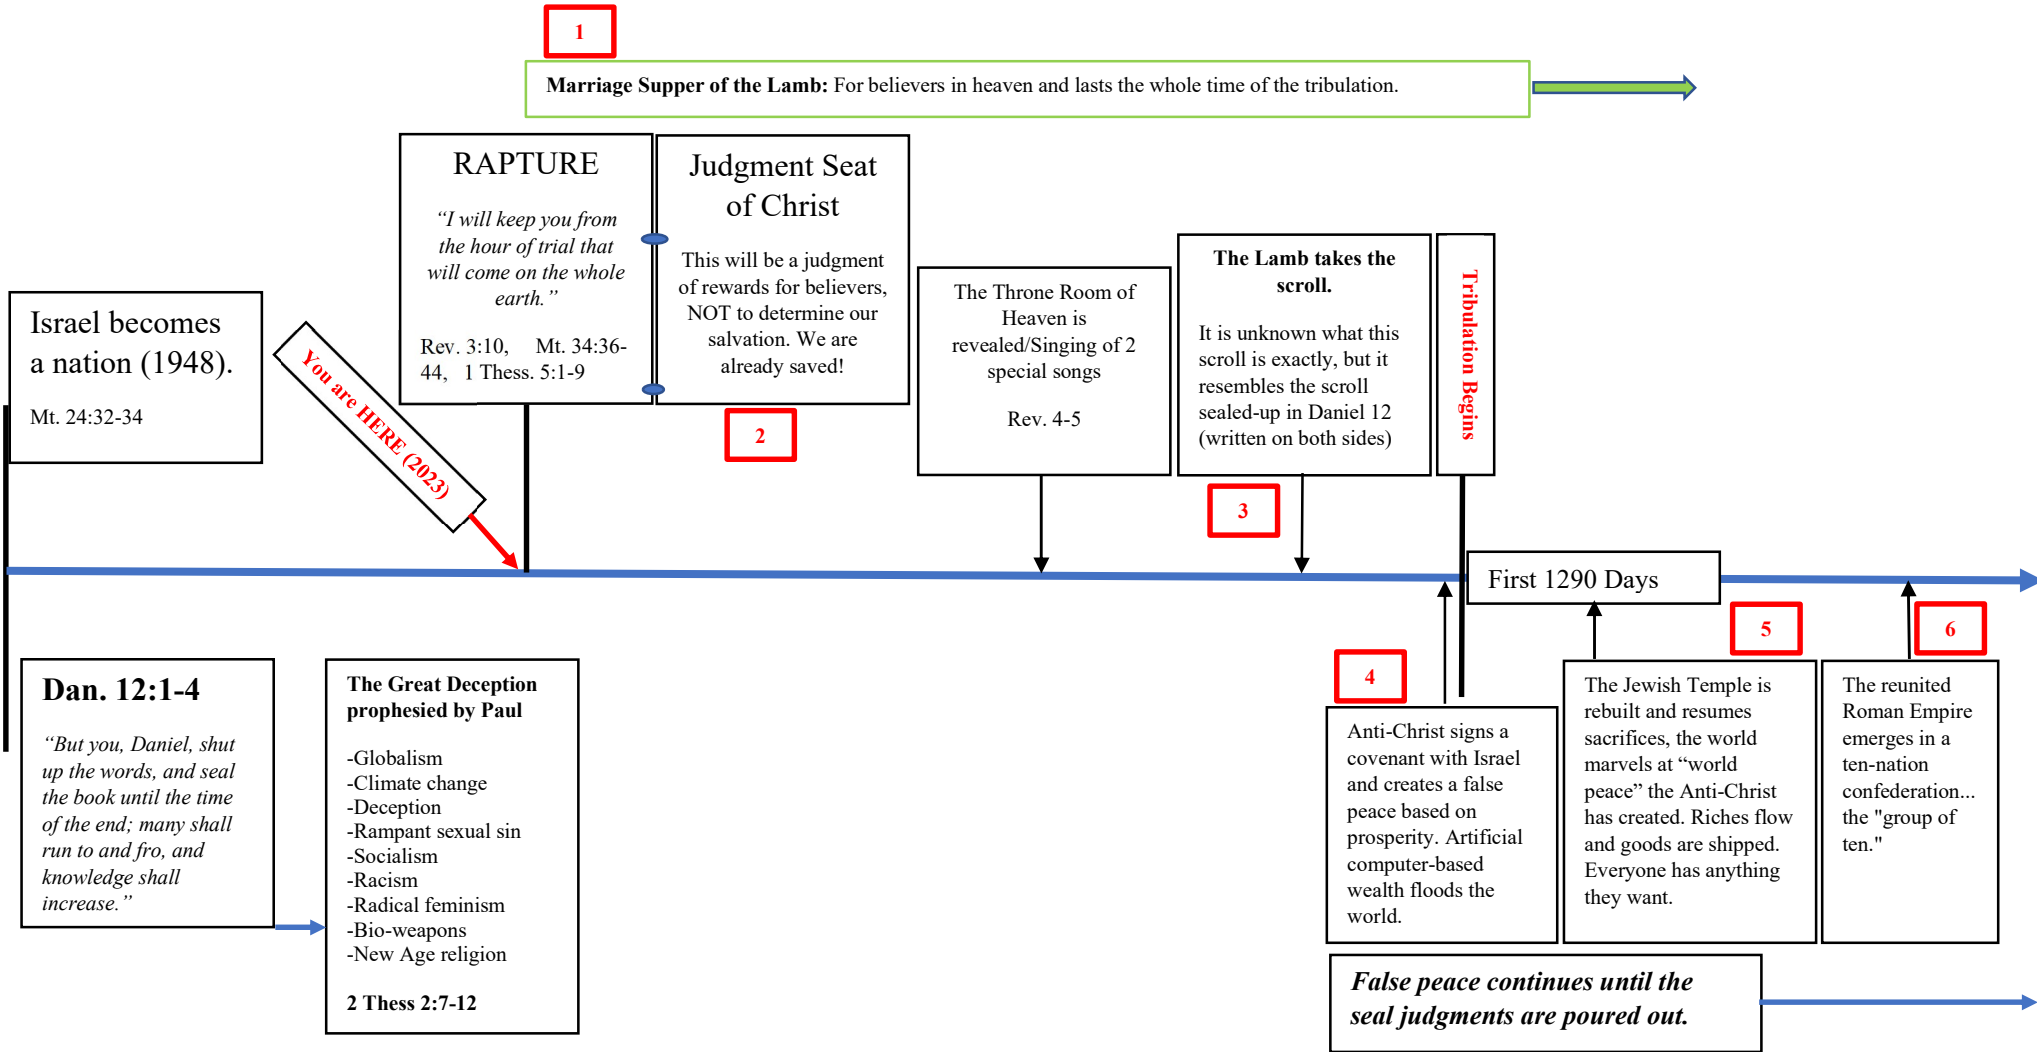 1
Marriage Supper of the Lamb: For believers in heaven and lasts the whole time of the tribulation.
RAPTURE
“I will keep you from
the hour of trial that
will come on the whole
earth.”
Rev. 3:10, Mt. 34:36-
44, 1 Thess. 5:1-9
Judgment Seat
of Christ
This will be a judgment
of rewards for believers,
NOT to determine our
salvation. We are
already saved!
2
Israel becomes
a nation (1948).
Mt. 24:32-34
You are HERE (2023)
The Throne Room of
Heaven is
revealed/Singing of 2
special songs
Rev. 4-5
The Lamb takes the
scroll.
It is unknown what this
scroll is exactly, but it
resembles the scroll
sealed-up in Daniel 12
(written on both sides)
3
Tribulation Begins
First 1290 Days
Dan. 12:1-4
“But you, Daniel, shut
up the words, and seal
the book until the time
of the end; many shall
run to and fro, and
knowledge shall
increase.”
The Great Deception
prophesied by Paul
-Globalism
-Climate change
-Deception
-Rampant sexual sin
-Socialism
-Racism
-Radical feminism
-Bio-weapons
-New Age religion
2 Thess 2:7-12
4
Anti-Christ signs a
covenant with Israel
and creates a false
peace based on
prosperity. Artificial
computer-based
wealth floods the
world.
5
The Jewish Temple is
rebuilt and resumes
sacrifices, the world
marvels at “world
peace” the Anti-Christ
has created. Riches flow
and goods are shipped.
Everyone has anything
they want.
6
The reunited
Roman Empire
emerges in a
ten-nation
confederation...
the "group of
ten."
False peace continues until the
seal judgments are poured out.